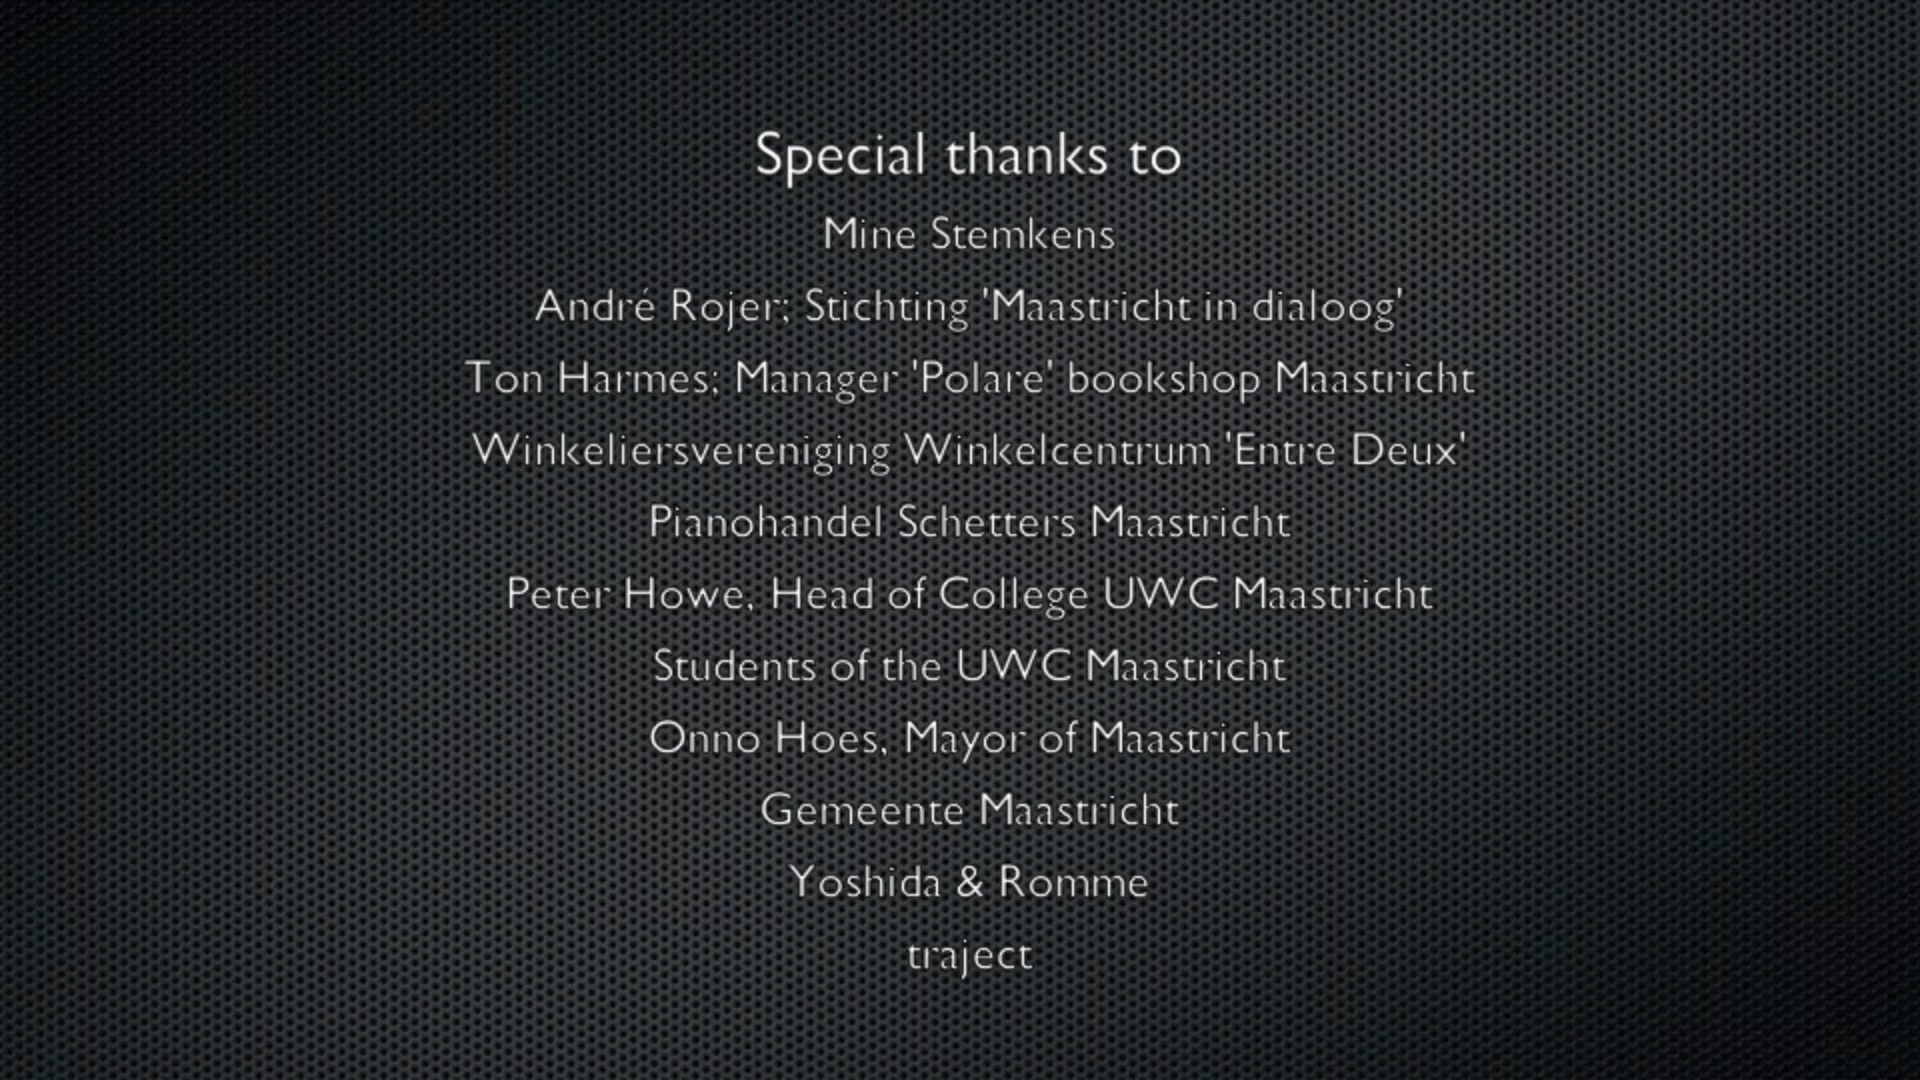 Special thanks to
Mine Stemkens
André Rojer; Stichting 'Maastricht in dialoog'
Ton Harmes; Manager 'Polare' bookshop Maastricht
Winkeliersvereniging Winkelcentrum 'Entre Deux'
Pianohandel Schetters Maastricht
Peter Howe, Head of College UWC Maastricht
Students of the UWC Maastricht
Onno Hoes, Mayor of Maastricht
Gemeente Maastricht
Yoshida & Romme
traject